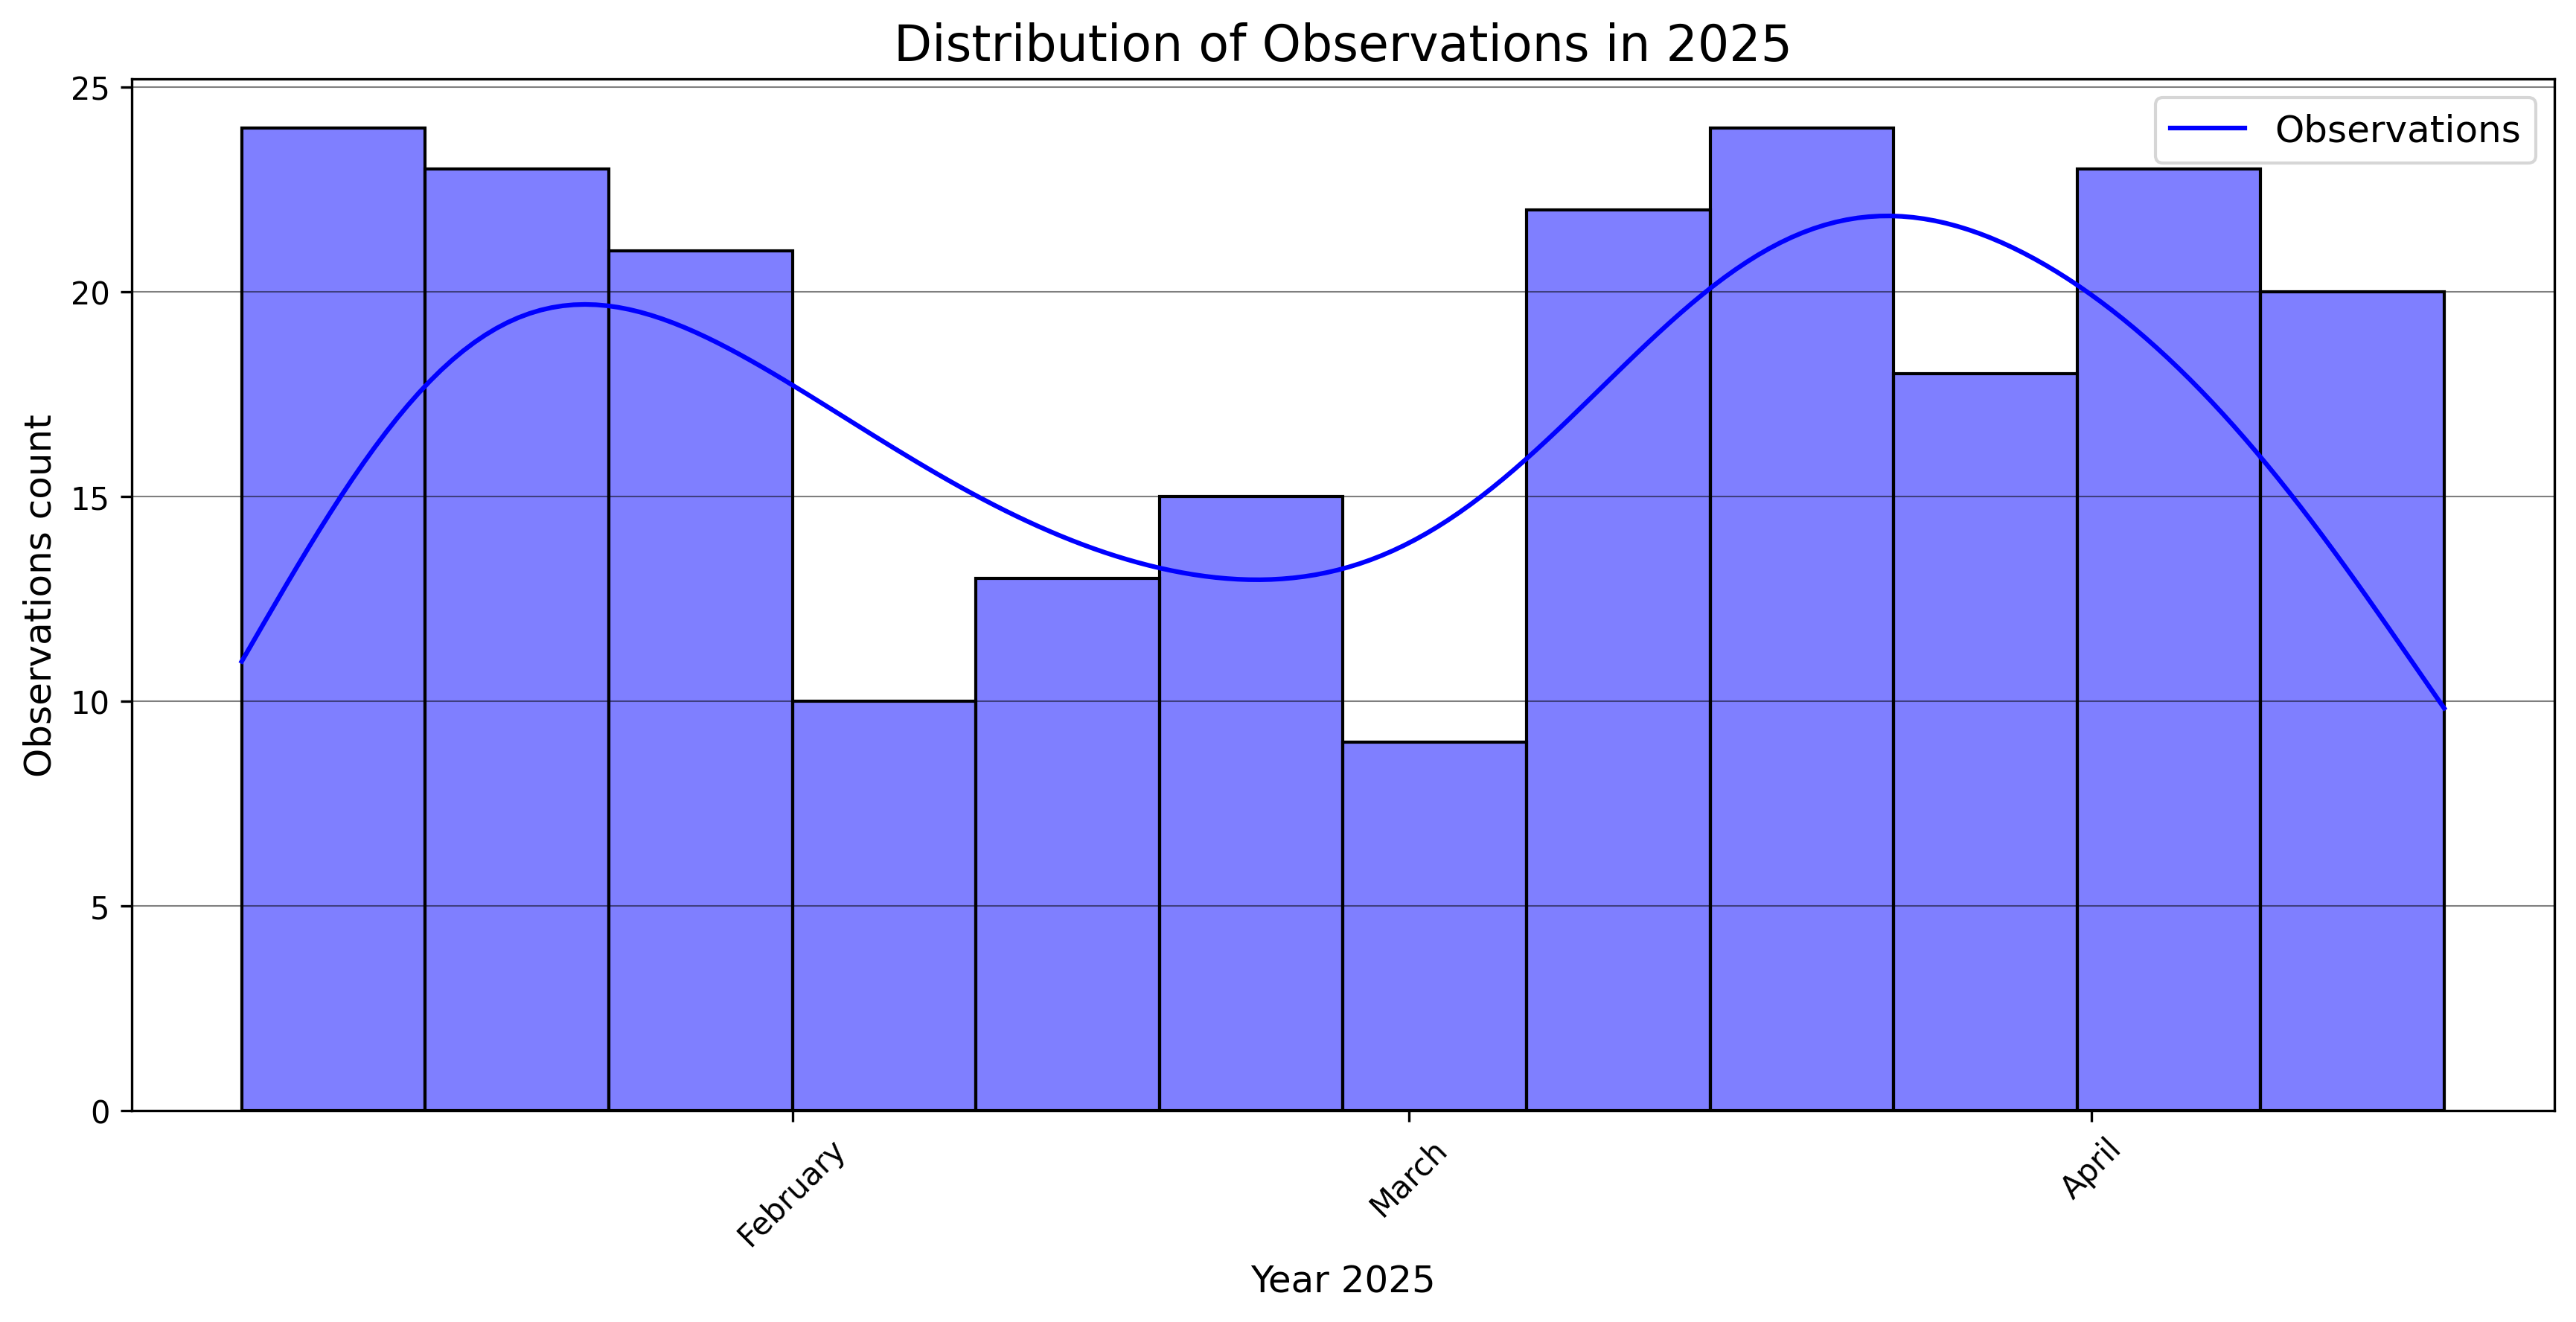 Distribution of Observations in 2025
Observations
Observations count
25
20
15
10
5
0
February
March
April
Year 2025